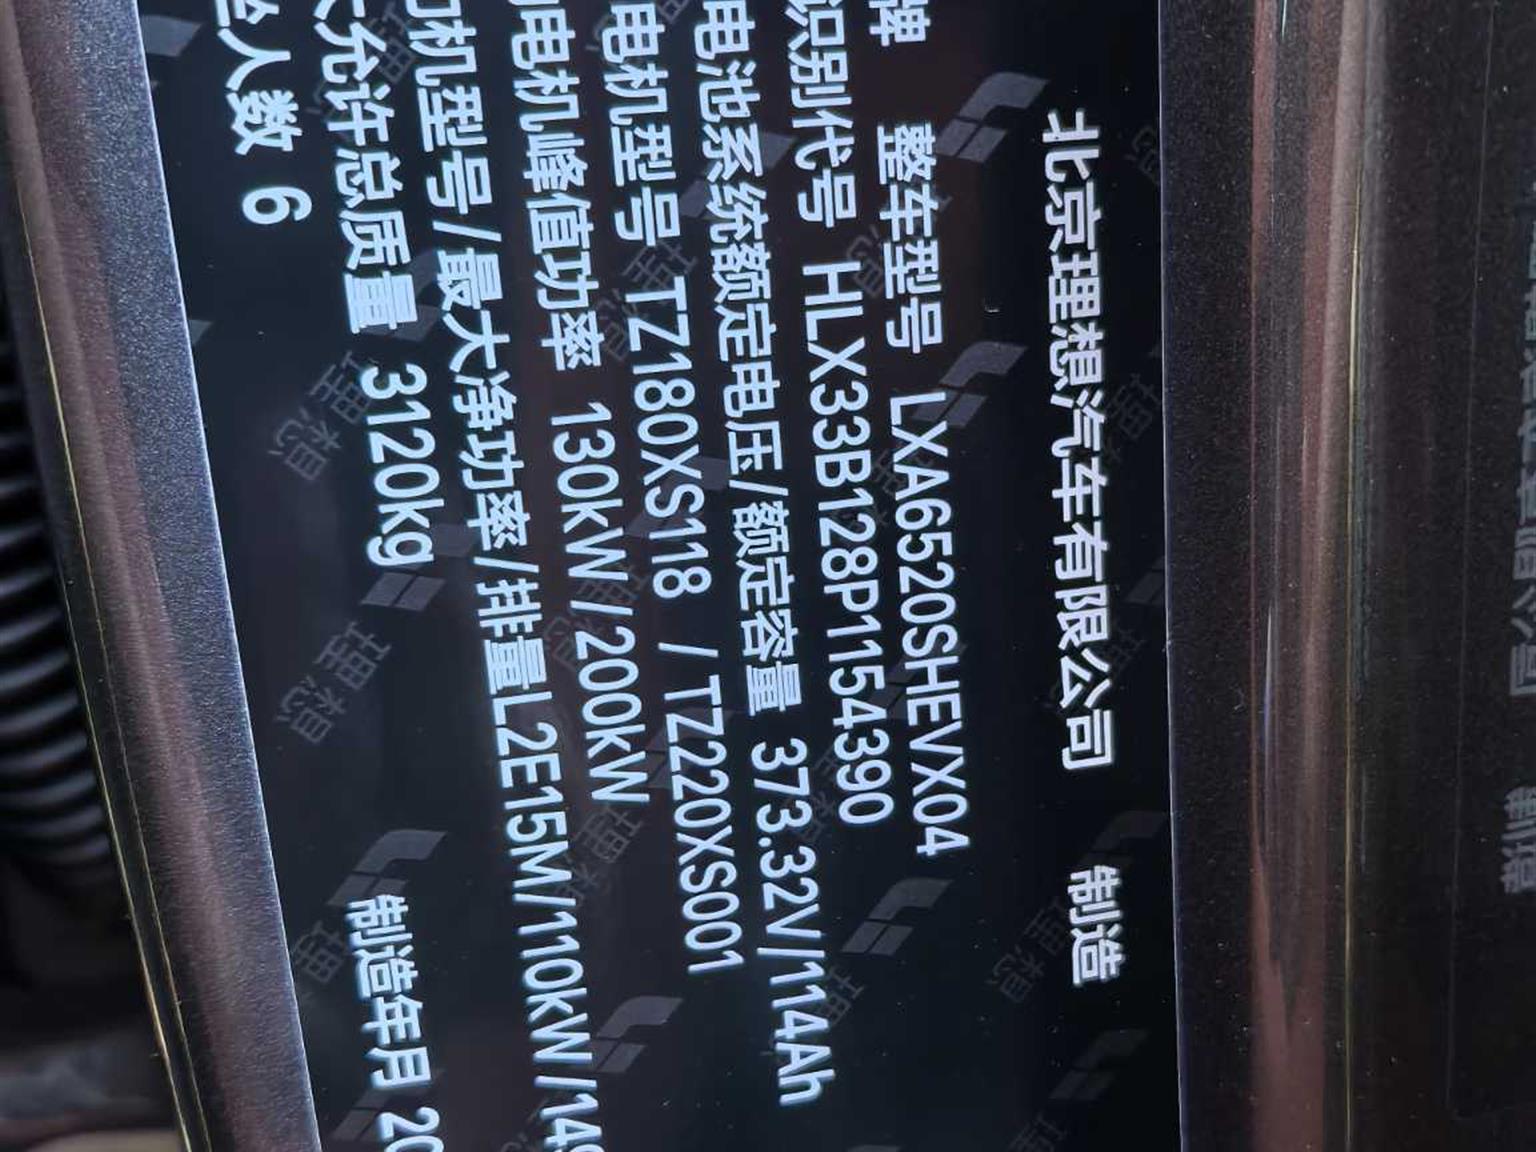 北京理想汽车有限公司 制造
牌 整车型号 LXA6520SHEVX04
识别代号 HLX33B128P1154390
电池系统额定电压/额定容量 373.32V/114Ah
电机型号 TZ180XS118 / TZ220XS001
电机峰值功率 130kW/200kW
机型号/最大净功率/排量L2E15M/110kW/149
允许总质量 3120kg 制造年月 20
人数 6